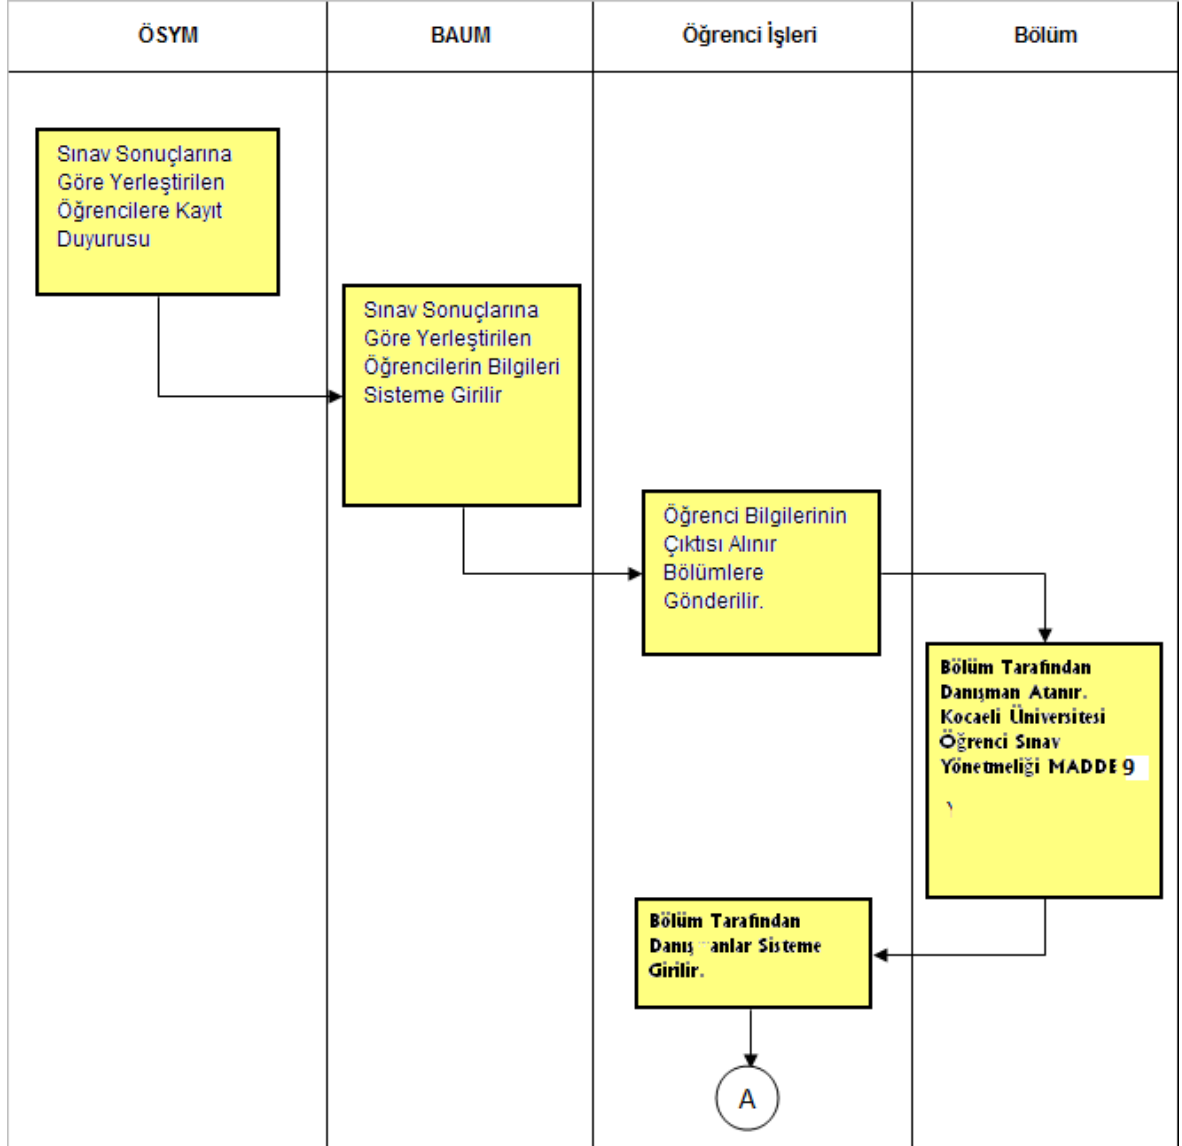 ÖSYM
BAUM
Öğrenci İşleri
Bölüm
Sınav Sonuçlarına
Göre Yerleştirilen
Öğrencilere Kayıt
Duyurusu
Sınav Sonuçlarına
Göre Yerleştirilen
Öğrencilerin Bilgileri
Sisteme Girilir
Öğrenci Bilgilerinin
Çıktısı Alınır
Bölümlere
Gönderilir.
Bölüm Tarafından
Danışman Atanır.
Kocaeli Üniversitesi
Öğrenci Sınav
Yönetmeliği MADDE 9
Bölüm Tarafından
Sisteme
Girilir.
A